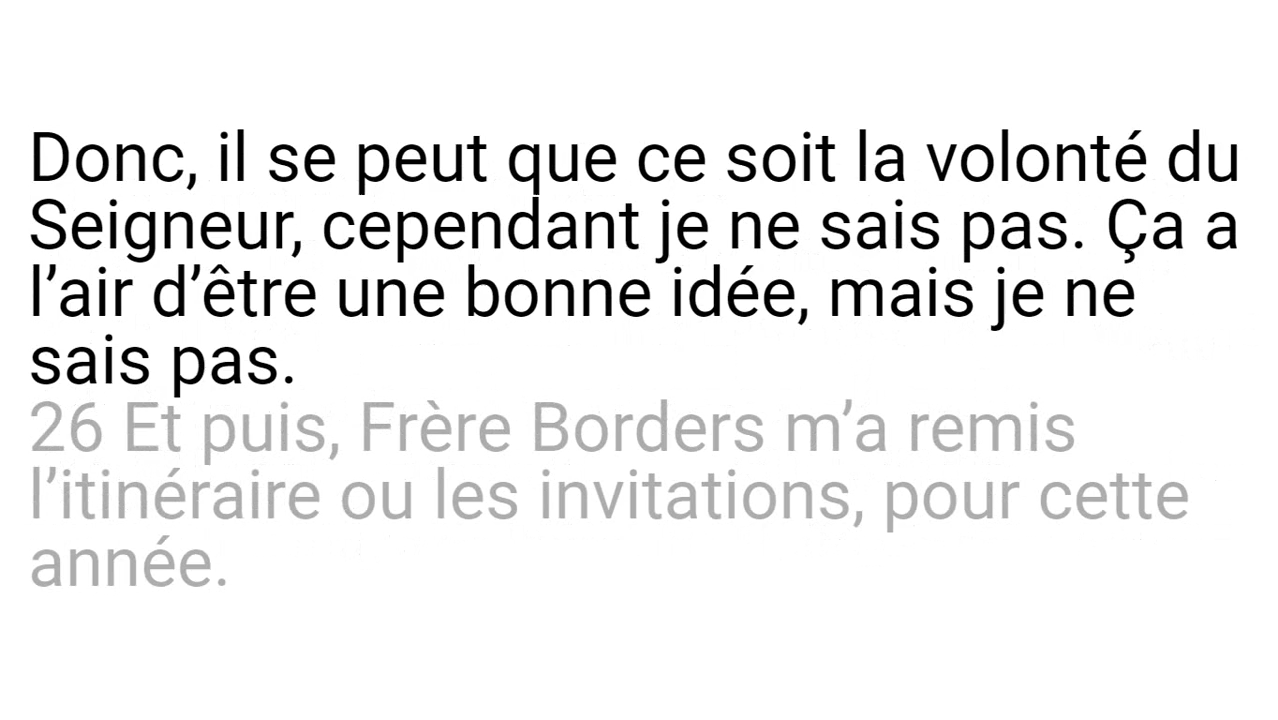 Donc, il se peut que ce soit la volonté du
Seigneur, cependant je ne sais pas. Ça a
l’air d’être une bonne idée, mais je ne
sais pas.
26 Et puis, Frère Borders m’a remis
l’itinéraire ou les invitations, pour cette
année.